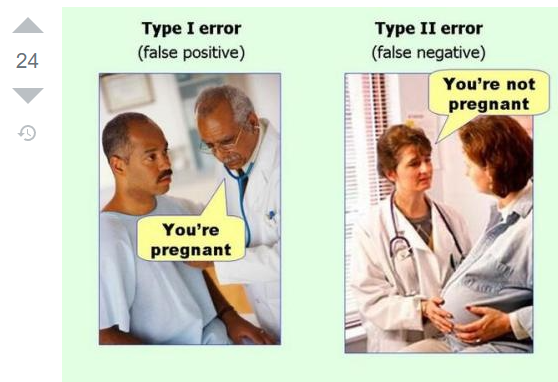 24
Type I error
(false positive)
You're
pregnant
Type II error
(false negative)
You're not
pregnant